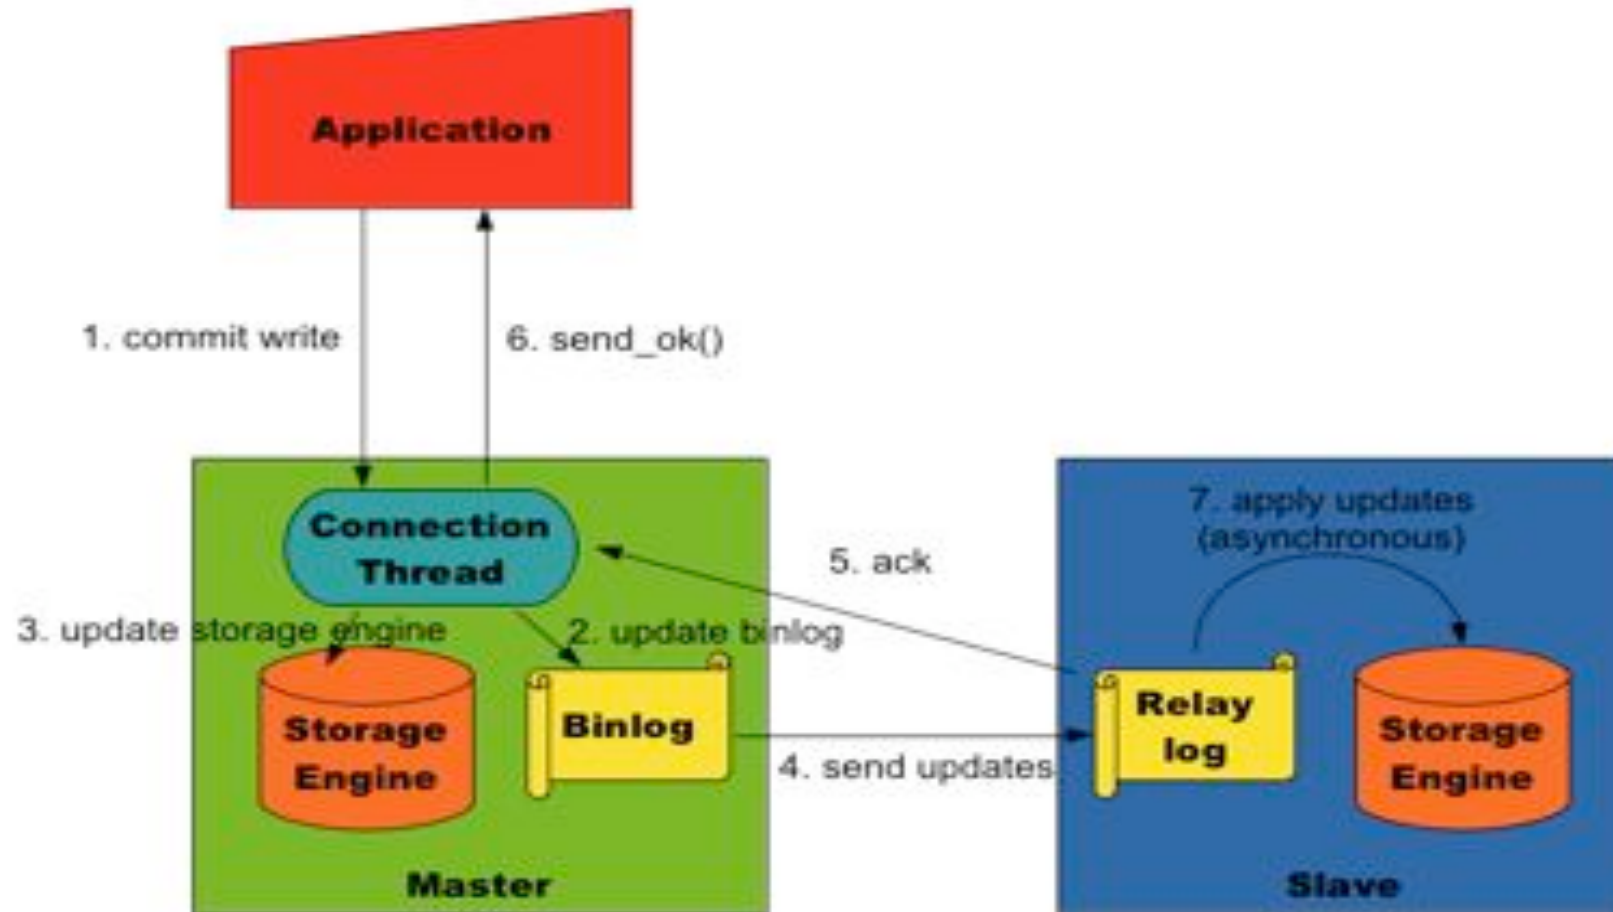 Application
1. commit write
6. send_ok()
Connection
Thread
7. apply updates
(asynchronous)
5. ack
3. update storage engine
2. update binlog
Storage
Engine
Binlog
4. send updates
Relay
log
Storage
Engine
Master
Slave